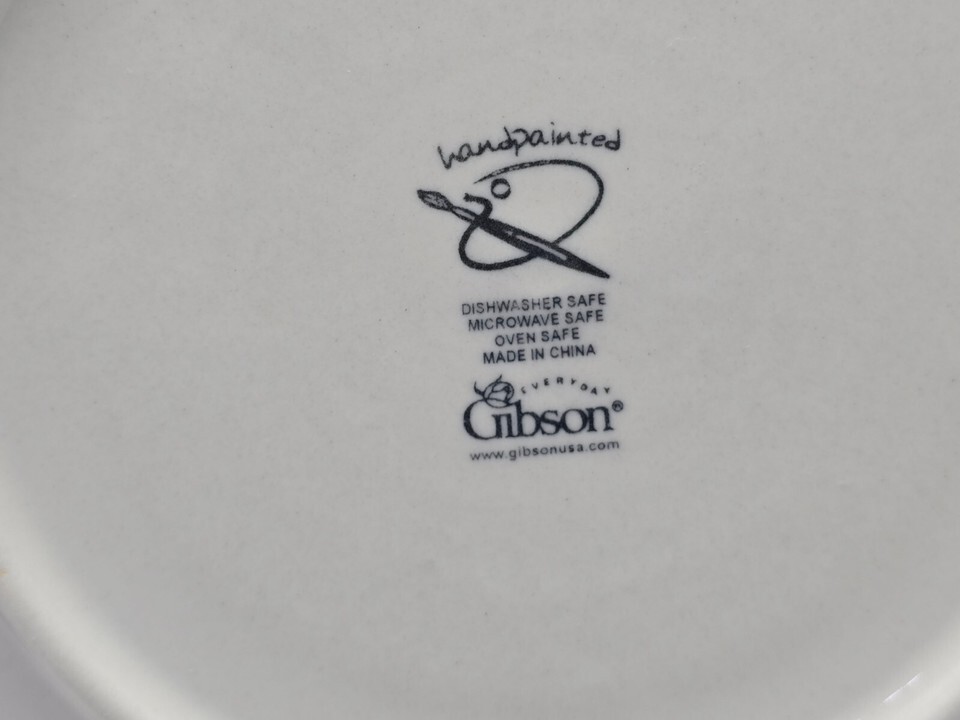 handpainted
DISHWASHER SAFE
MICROWAVE SAFE
OVEN SAFE
MADE IN CHINA
EVERYDAY
Gibson®
www.gibsonusa.com